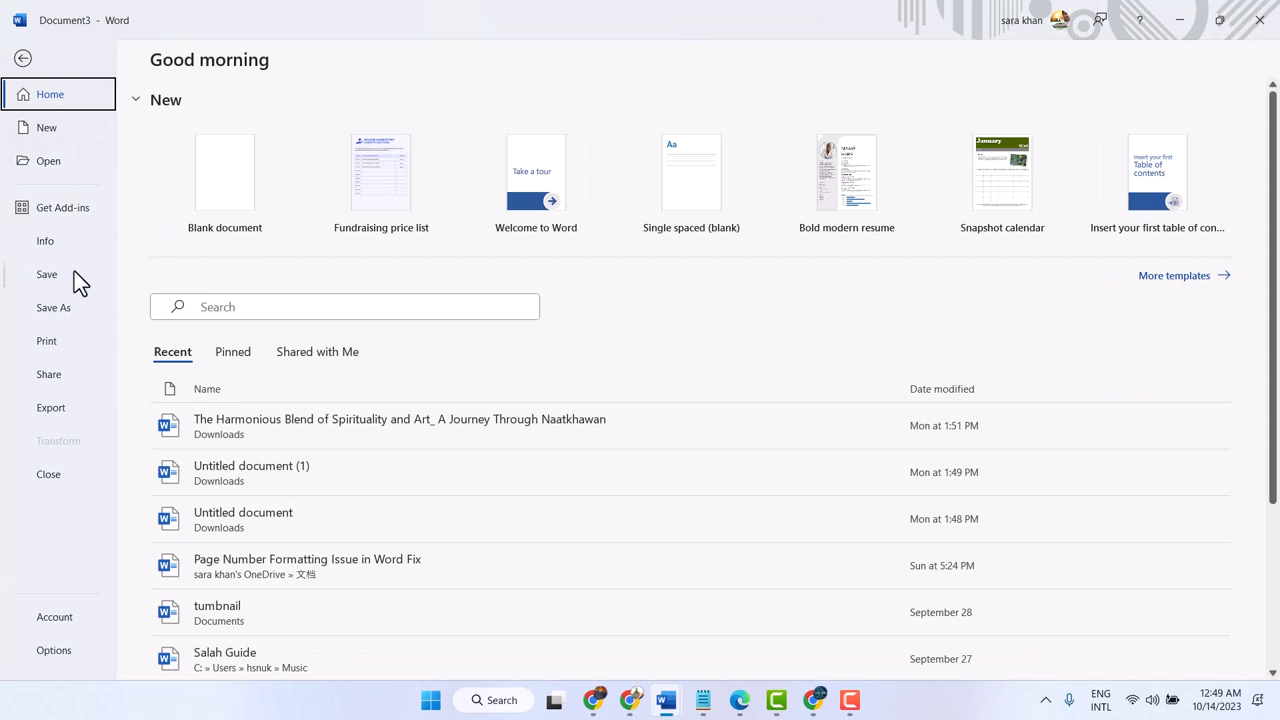 Document3 - Word
sara khan
Good morning
Home
New
Open
Get Add-ins
Info
Save
Save As
Print
Share
Export
Transform
Close
Account
Options
New
Take a tour
Aa
January
Insert your first
Table of
contents
Blank document
Fundraising price list
Welcome to Word
Single spaced (blank)
Bold modern resume
Snapshot calendar
Insert your first table of con...
More templates
Search
Recent
Pinned
Shared with Me
Name
Date modified
The Harmonious Blend of Spirituality and Art_ A Journey Through Naatkhawan
Downloads
Mon at 1:51 PM
Untitled document (1)
Downloads
Mon at 1:49 PM
Untitled document
Downloads
Mon at 1:48 PM
Page Number Formatting Issue in Word Fix
sara khan's OneDrive » 文档
Sun at 5:24 PM
tumbnail
Documents
September 28
Salah Guide
C: » Users » hsnuk » Music
September 27
Search
ENG
INTL
12:49 AM
10/14/2023